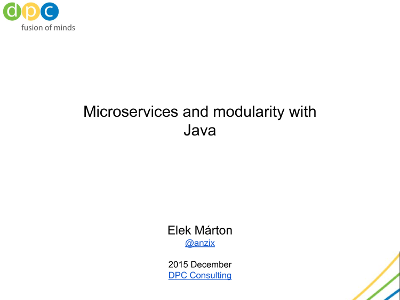 dpc
fusion of minds
Microservices and modularity with
Java
Elek Márton
@anzix
2015 December
DPC Consulting